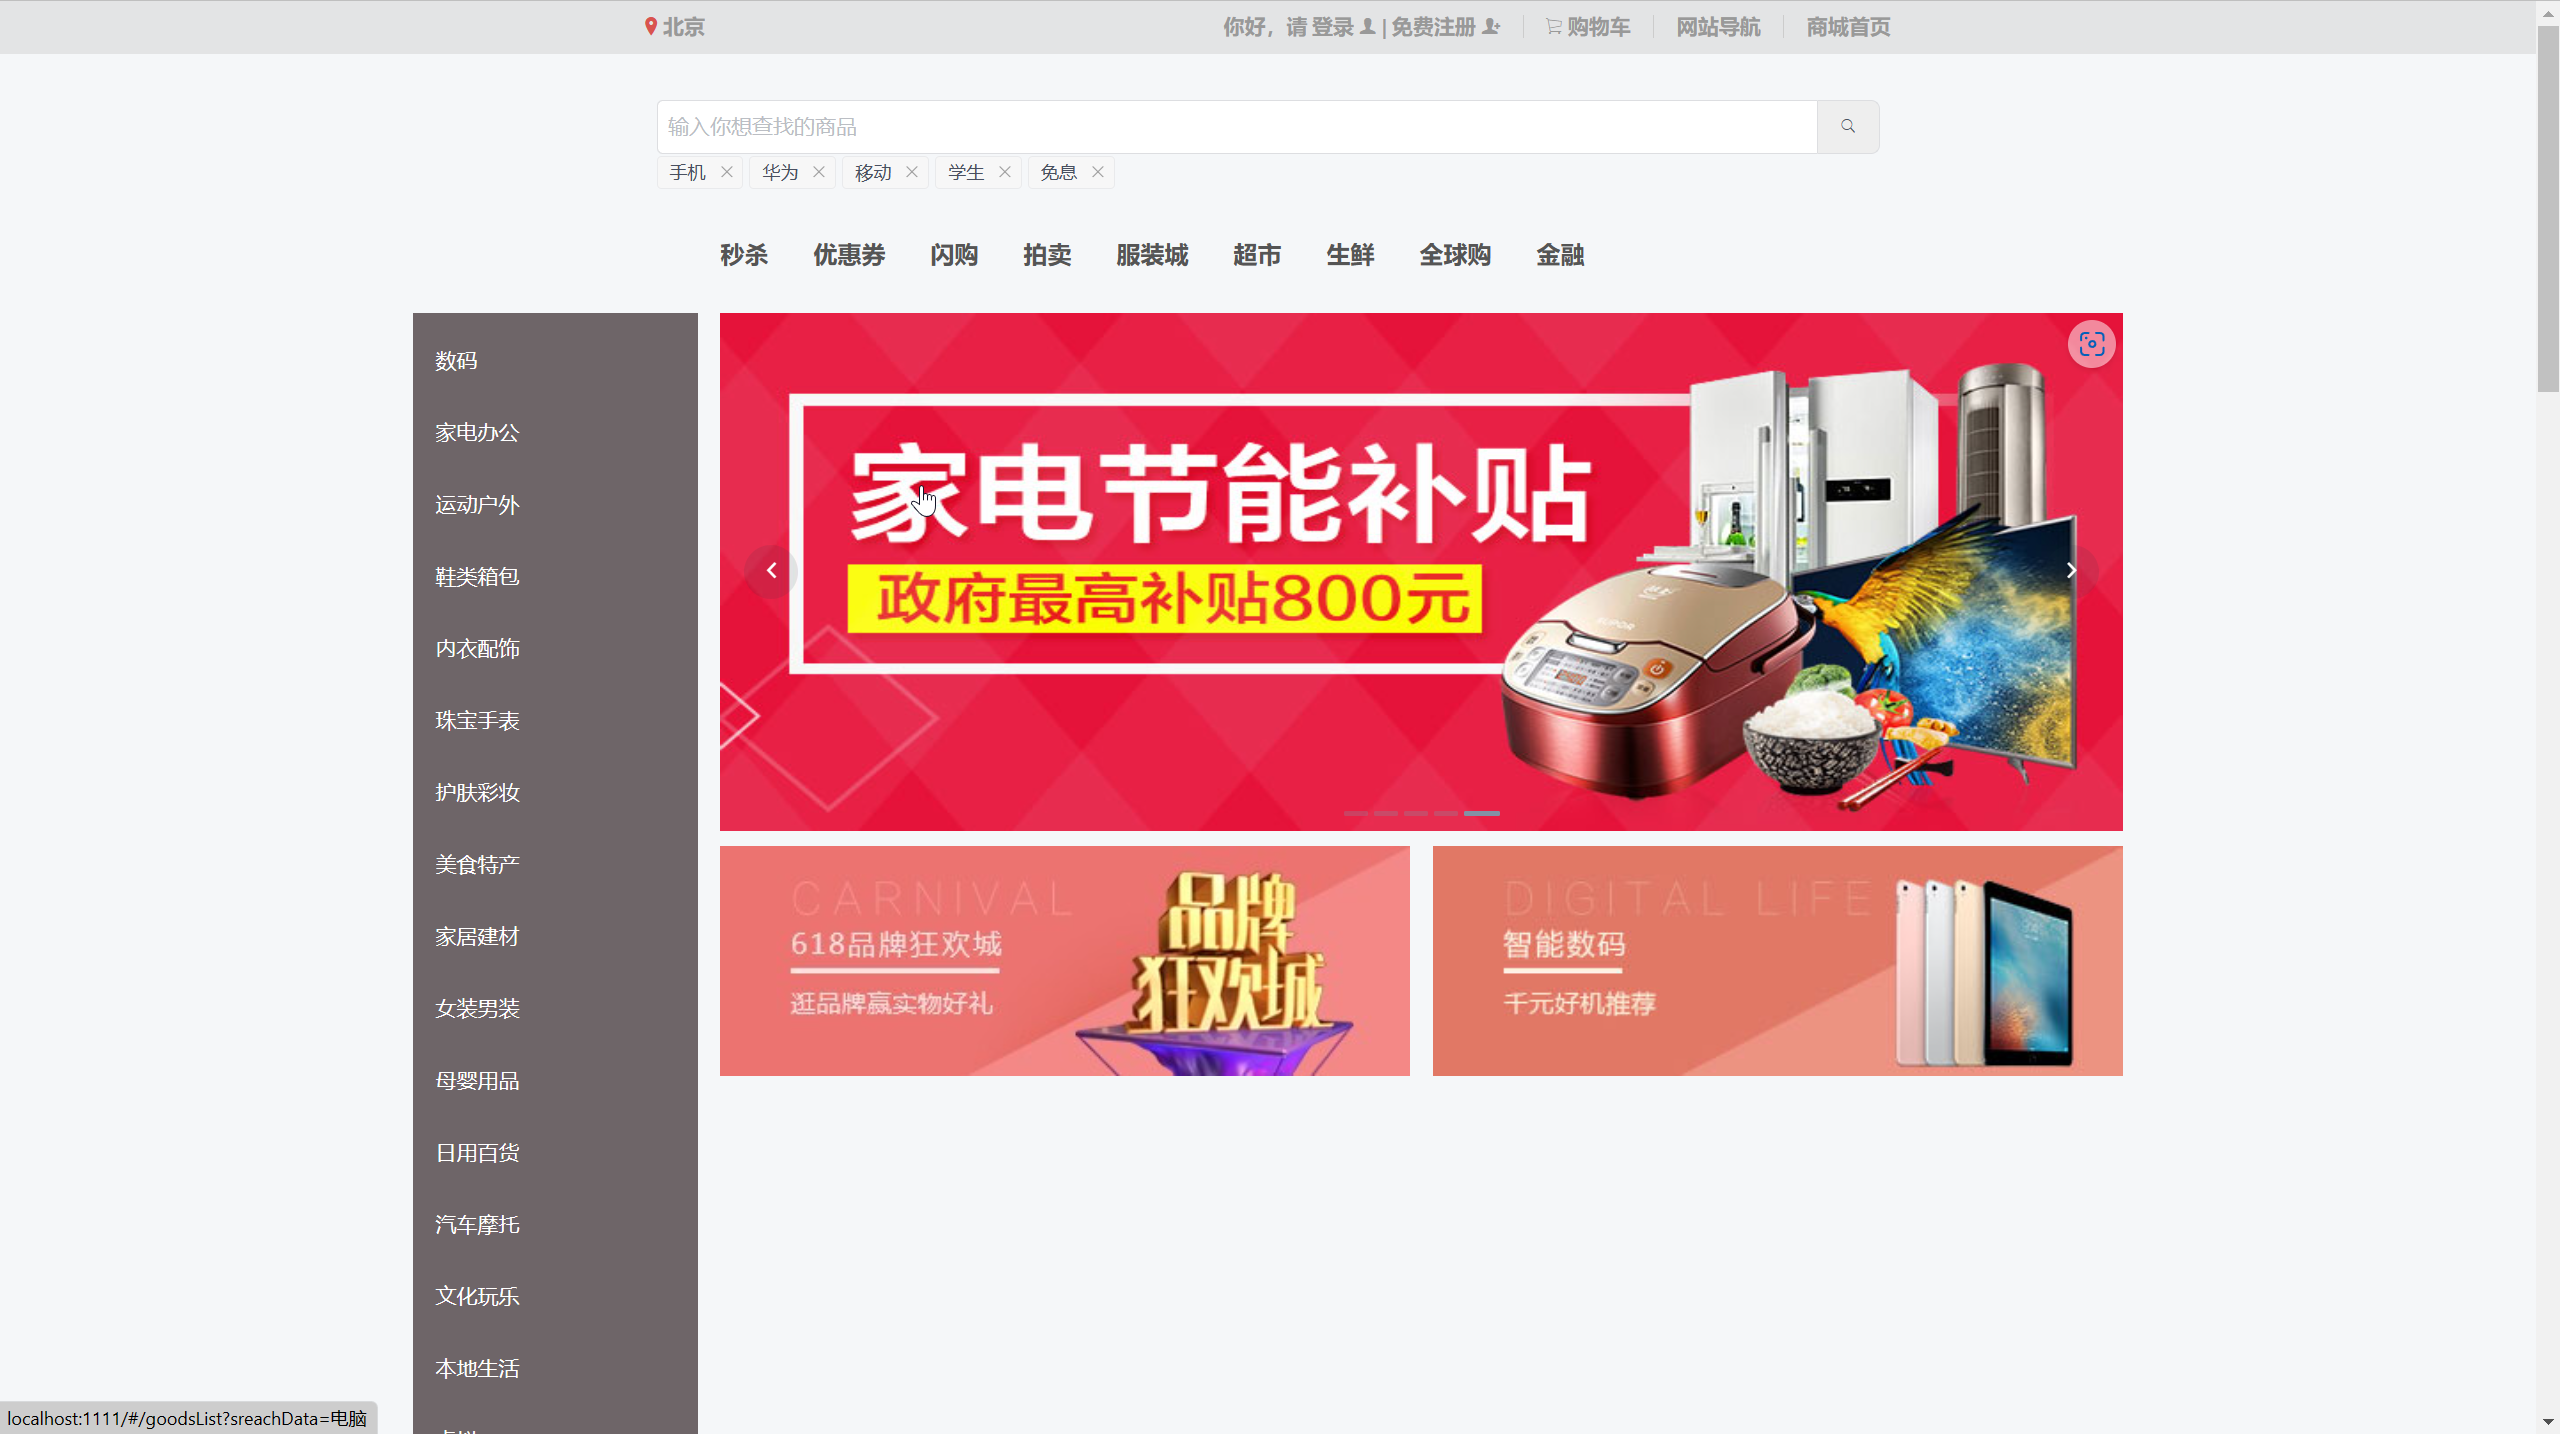 北京
你好，请 登录 | 免费注册
购物车
网站导航
商城首页
输入你想查找的商品
手机
华为
移动
学生
免息
秒杀
优惠券
闪购
拍卖
服装城
超市
生鲜
全球购
金融
数码
家电办公
运动户外
鞋类箱包
内衣配饰
珠宝手表
护肤彩妆
美食特产
家居建材
女装男装
母婴用品
日用百货
汽车摩托
文化玩乐
本地生活
家电节能补贴
政府最高补贴800元
SUPOR
CARNIVAL
618品牌狂欢城
逛品牌赢实物好礼
品牌
狂欢城
DIGITAL LIFE
智能数码
千元好机推荐
localhost:1111/#/goodsList?sreachData=电脑